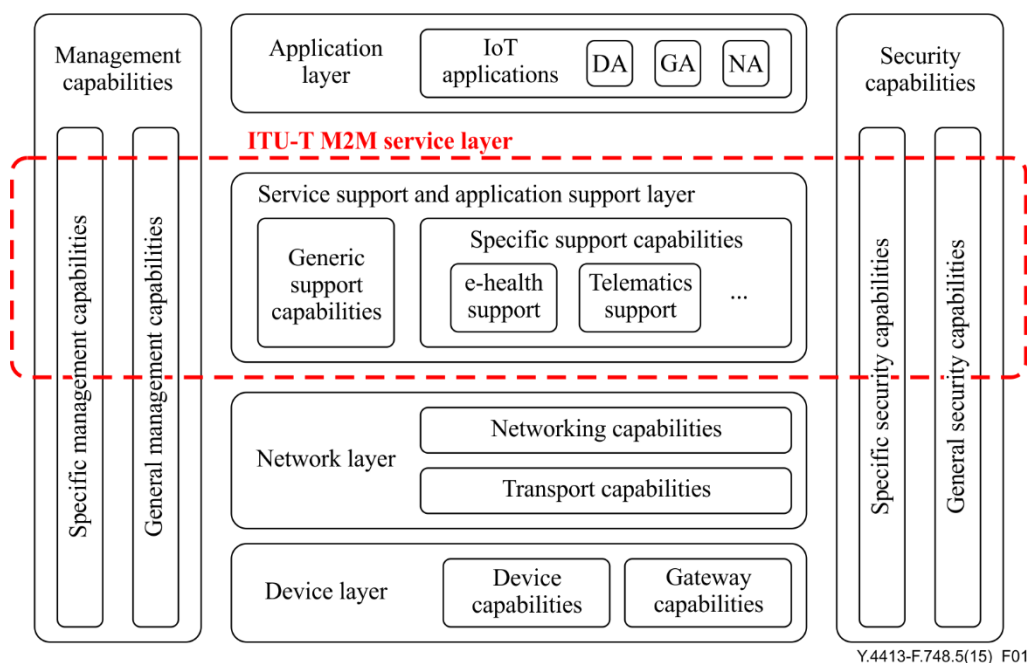 Management
capabilities
Specific management capabilities
General management capabilities
Application
layer
IoT
applications
DA
GA
NA
ITU-T M2M service layer
Service support and application support layer
Generic
support
capabilities
Specific support capabilities
e-health
support
Telematics
support
...
Network layer
Networking capabilities
Transport capabilities
Device layer
Device
capabilities
Gateway
capabilities
Security
capabilities
Specific security capabilities
General security capabilities
Y.4413-F.748.5(15)_F01